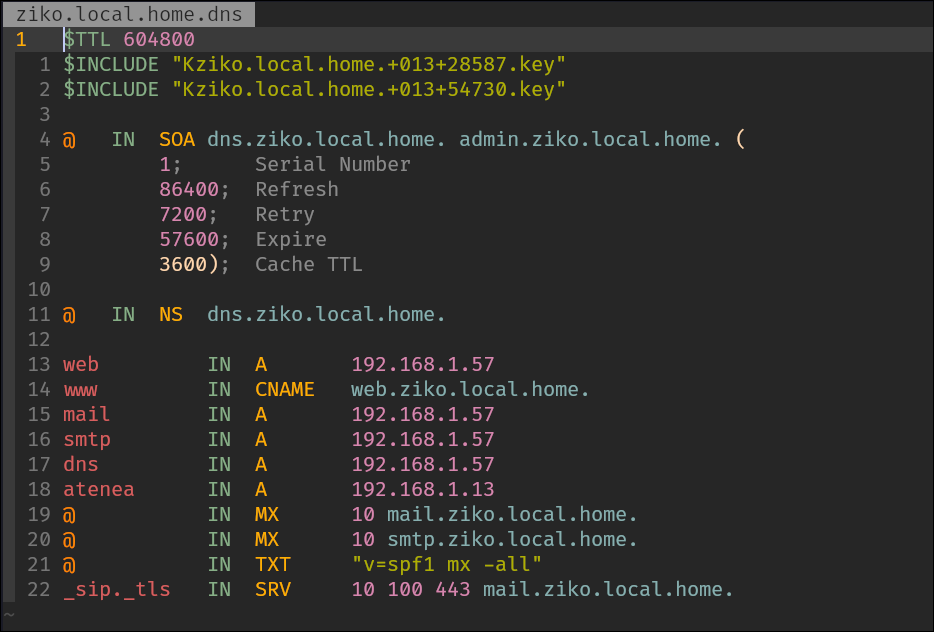 ziko.local.home.dns
1 $TTL 604800
1 $INCLUDE "Kziko.local.home.+013+28587.key"
2 $INCLUDE "Kziko.local.home.+013+54730.key"
3
4 @ IN SOA dns.ziko.local.home. admin.ziko.local.home. (
5 1; Serial Number
6 86400; Refresh
7 7200; Retry
8 57600; Expire
9 3600); Cache TTL
10
11 @ IN NS dns.ziko.local.home.
12
13 web IN A 192.168.1.57
14 www IN CNAME web.ziko.local.home.
15 mail IN A 192.168.1.57
16 smtp IN A 192.168.1.57
17 dns IN A 192.168.1.57
18 atenea IN A 192.168.1.13
19 @ IN MX 10 mail.ziko.local.home.
20 @ IN MX 10 smtp.ziko.local.home.
21 @ IN TXT "v=spf1 mx -all"
22 _sip._tls IN SRV 10 100 443 mail.ziko.local.home.
~